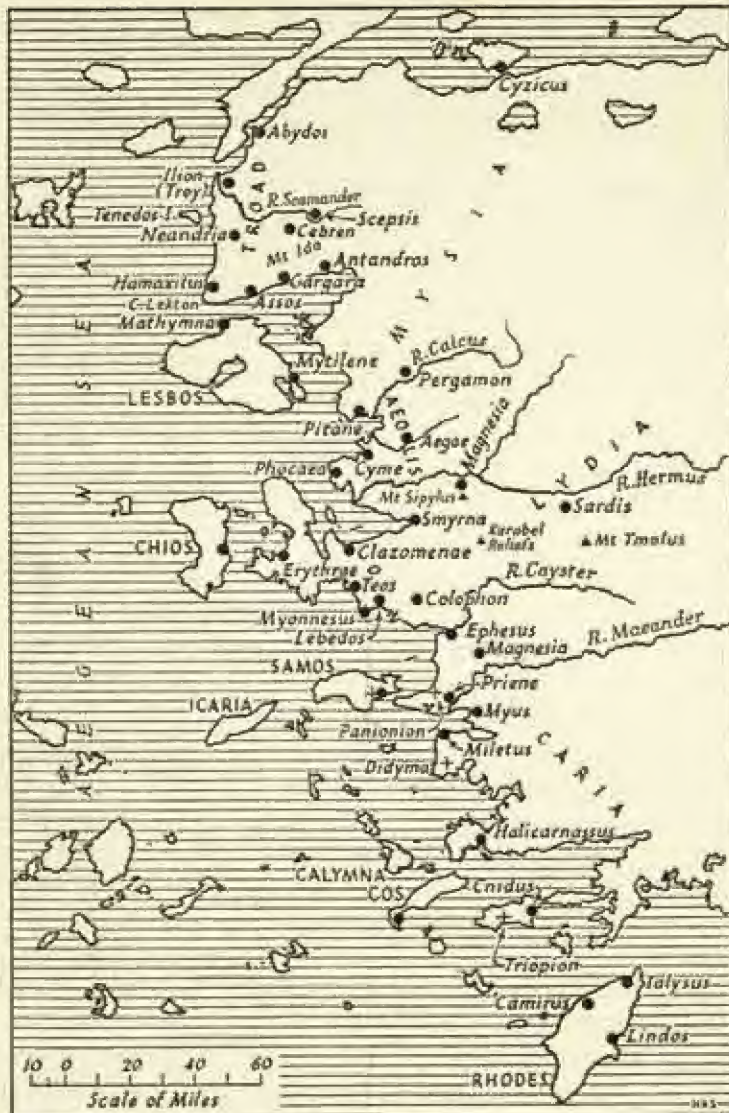 Cyzicus
Abydos
Ilion
(Troy)
TROAD
R. Scamander
Tenedos I.
Scepsis
Neandria
Cebren
Mt Ida
Antandros
Hamaxitus
Gargara
C. Lekton
Assos
MYSIA
Mathymna
Mytilene
R. Caicus
Pergamon
LESBOS
Pitane
AEOLIS
Aegae
Magnesia
Cyme
Phocaea
LYDIA
R. Hermus
Mt Sipylus
Sardis
Smyrna
Karabel
Reliefs
Mt Tmolus
CHIOS
Clazomenae
Erythrae
R. Cayster
Teos
Colophon
Myonnesus
Lebedos
Ephesus
Magnesia
R. Maeander
SAMOS
Priene
ICARIA
Myus
Panionion
Miletus
Didyma
CARIA
AEGEAN SEA
Halicarnassus
CALYMNA
COS
Cnidus
Triopion
Ialysus
Camirus
Lindos
RHODES
10 0 20 40 60
Scale of Miles